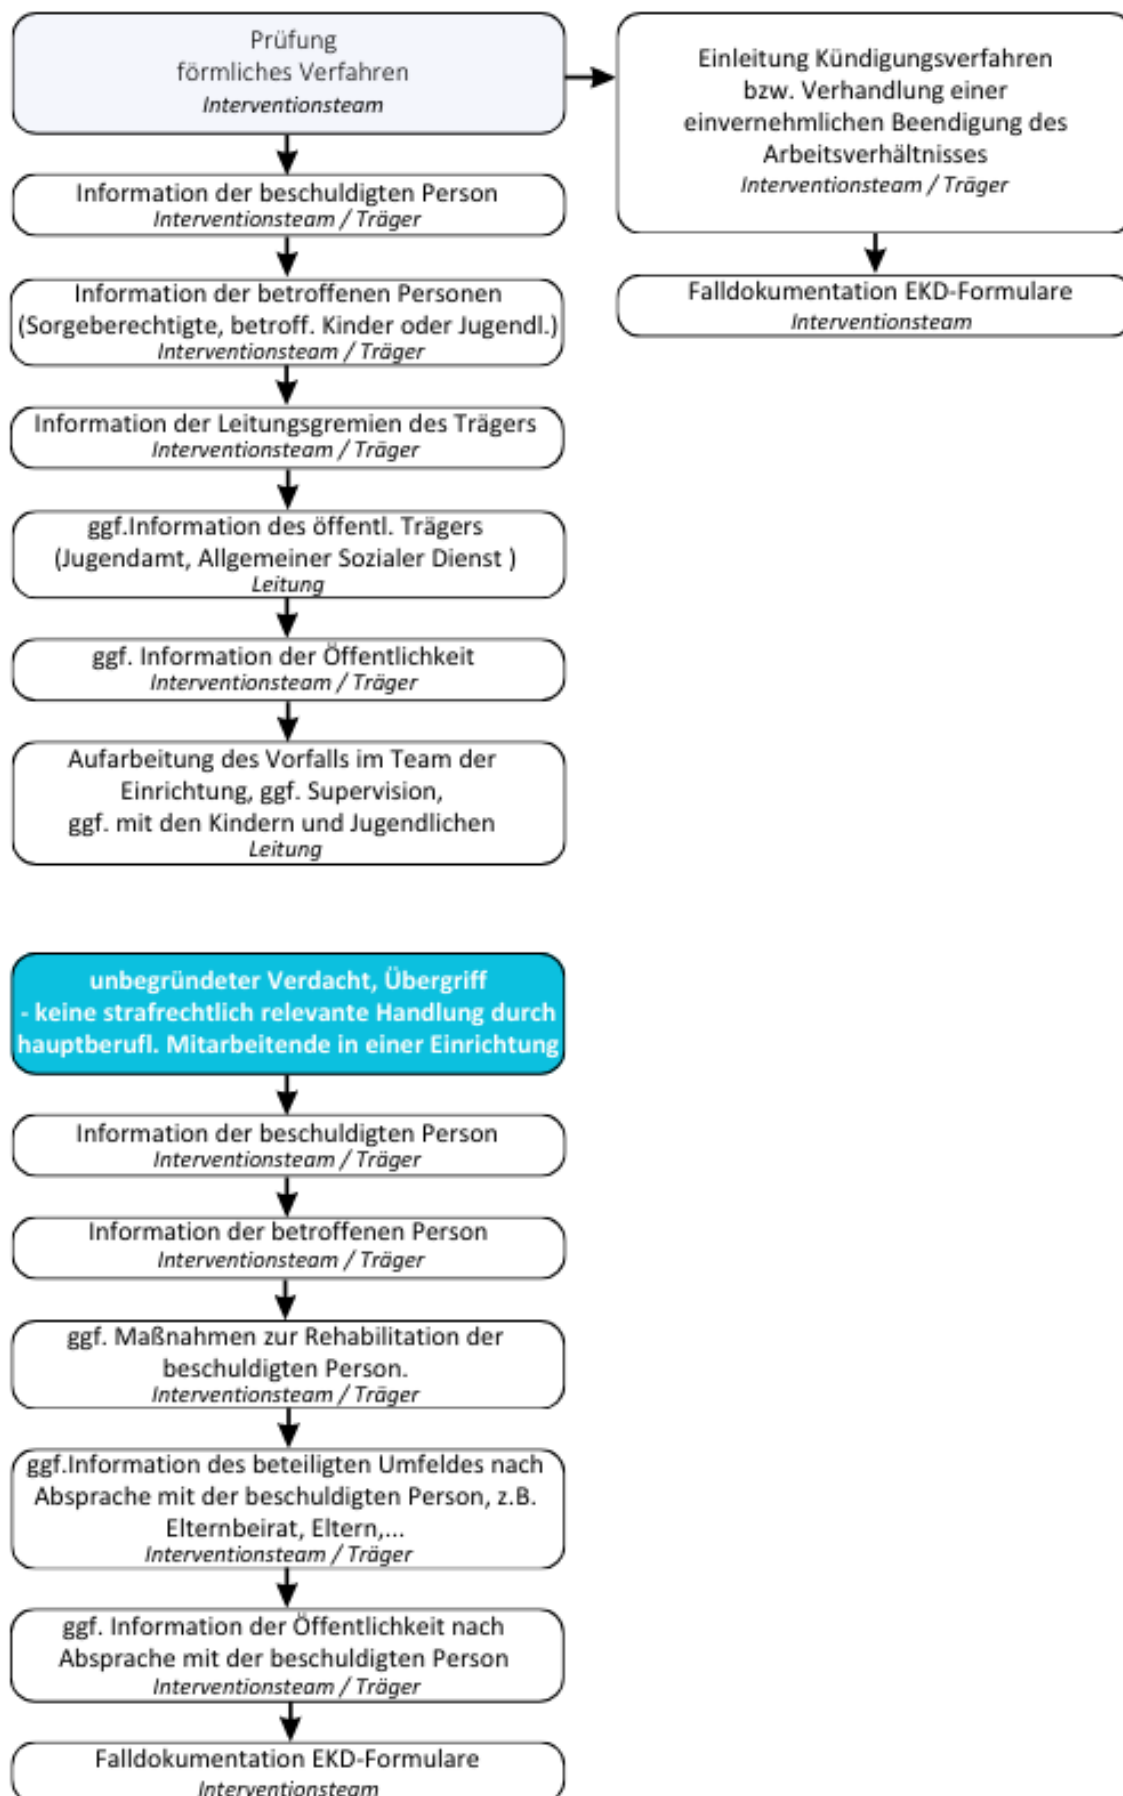 Prüfung
förmliches Verfahren
Interventionsteam
Einleitung Kündigungsverfahren
bzw. Verhandlung einer
einvernehmlichen Beendigung des
Arbeitsverhältnisses
Interventionsteam / Träger
Falldokumentation EKD-Formulare
Interventionsteam
Information der beschuldigten Person
Interventionsteam / Träger
Information der betroffenen Personen
(Sorgeberechtigte, betroff. Kinder oder Jugendl.)
Interventionsteam / Träger
Information der Leitungsgremien des Trägers
Interventionsteam / Träger
ggf.Information des öffentl. Trägers
(Jugendamt, Allgemeiner Sozialer Dienst )
Leitung
ggf. Information der Öffentlichkeit
Interventionsteam / Träger
Aufarbeitung des Vorfalls im Team der
Einrichtung, ggf. Supervision,
ggf. mit den Kindern und Jugendlichen
Leitung
unbegründeter Verdacht, Übergriff
- keine strafrechtlich relevante Handlung durch
hauptberufl. Mitarbeitende in einer Einrichtung
Information der beschuldigten Person
Interventionsteam / Träger
Information der betroffenen Person
Interventionsteam / Träger
ggf. Maßnahmen zur Rehabilitation der
beschuldigten Person.
Interventionsteam / Träger
ggf.Information des beteiligten Umfeldes nach
Absprache mit der beschuldigten Person, z.B.
Elternbeirat, Eltern,...
Interventionsteam / Träger
ggf. Information der Öffentlichkeit nach
Absprache mit der beschuldigten Person
Interventionsteam / Träger
Falldokumentation EKD-Formulare
Interventionsteam